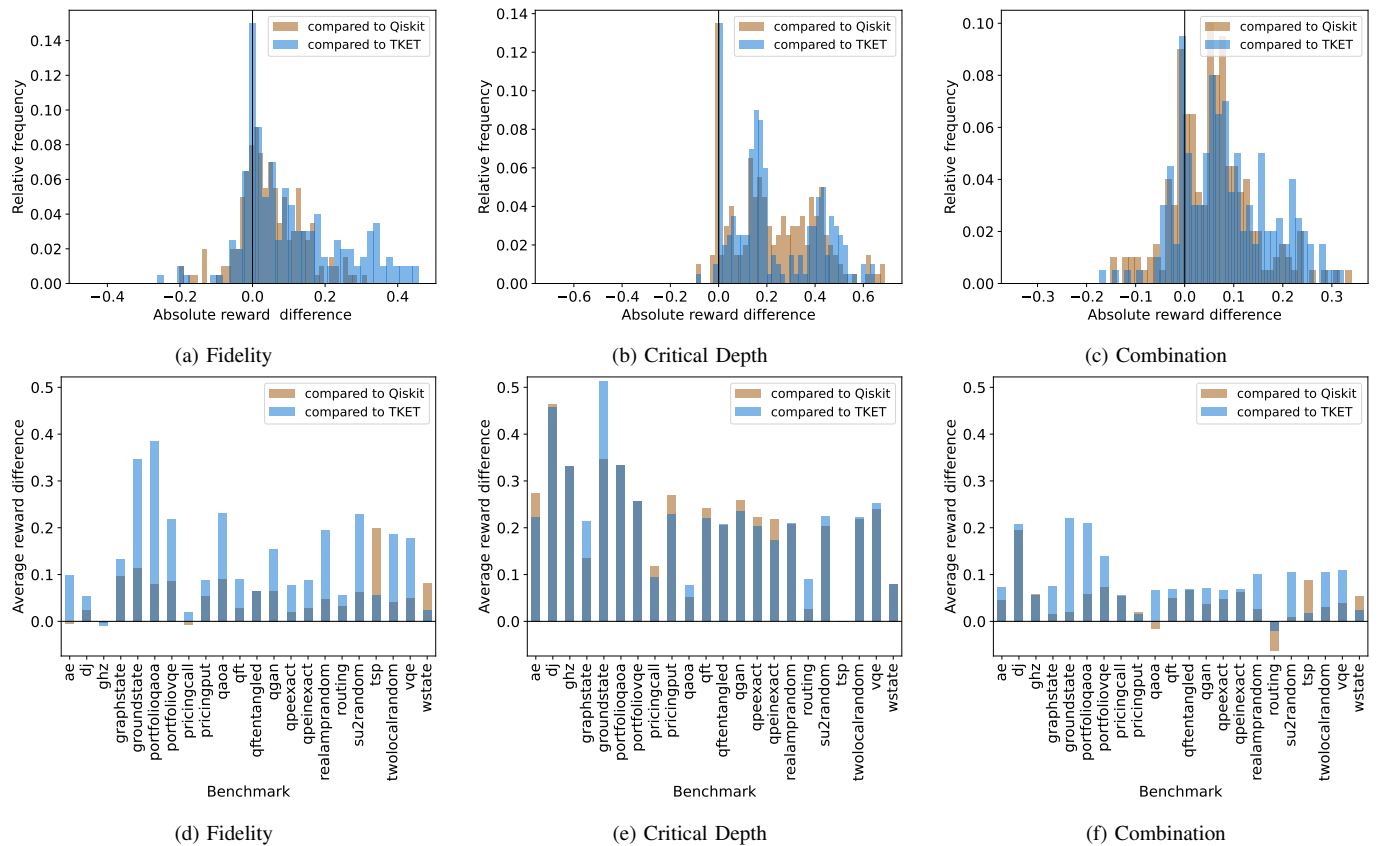 compared to Qiskit
compared to TKET
Relative frequency
0.14
0.12
0.10
0.08
0.06
0.04
0.02
0.00
−0.4
−0.2
0.0
0.2
0.4
Absolute reward  difference
(a) Fidelity
compared to Qiskit
compared to TKET
Relative frequency
0.14
0.12
0.10
0.08
0.06
0.04
0.02
0.00
−0.6
−0.4
−0.2
0.0
0.2
0.4
0.6
Absolute reward difference
(b) Critical Depth
compared to Qiskit
compared to TKET
Relative frequency
0.10
0.08
0.06
0.04
0.02
0.00
−0.3
−0.2
−0.1
0.0
0.1
0.2
0.3
Absolute reward difference
(c) Combination
compared to Qiskit
compared to TKET
Average reward difference
0.5
0.4
0.3
0.2
0.1
0.0
ae
dj
ghz
graphstate
groundstate
portfolioqaoa
portfoliovqe
pricingcall
pricingput
qaoa
qft
qftentangled
qgan
qpeexact
qpeinexact
realamprandom
routing
su2random
tsp
twolocalrandom
vqe
wstate
Benchmark
(d) Fidelity
compared to Qiskit
compared to TKET
Average reward difference
0.5
0.4
0.3
0.2
0.1
0.0
ae
dj
ghz
graphstate
groundstate
portfolioqaoa
portfoliovqe
pricingcall
pricingput
qaoa
qft
qftentangled
qgan
qpeexact
qpeinexact
realamprandom
routing
su2random
tsp
twolocalrandom
vqe
wstate
Benchmark
(e) Critical Depth
compared to Qiskit
compared to TKET
Average reward difference
0.5
0.4
0.3
0.2
0.1
0.0
ae
dj
ghz
graphstate
groundstate
portfolioqaoa
portfoliovqe
pricingcall
pricingput
qaoa
qft
qftentangled
qgan
qpeexact
qpeinexact
realamprandom
routing
su2random
tsp
twolocalrandom
vqe
wstate
Benchmark
(f) Combination